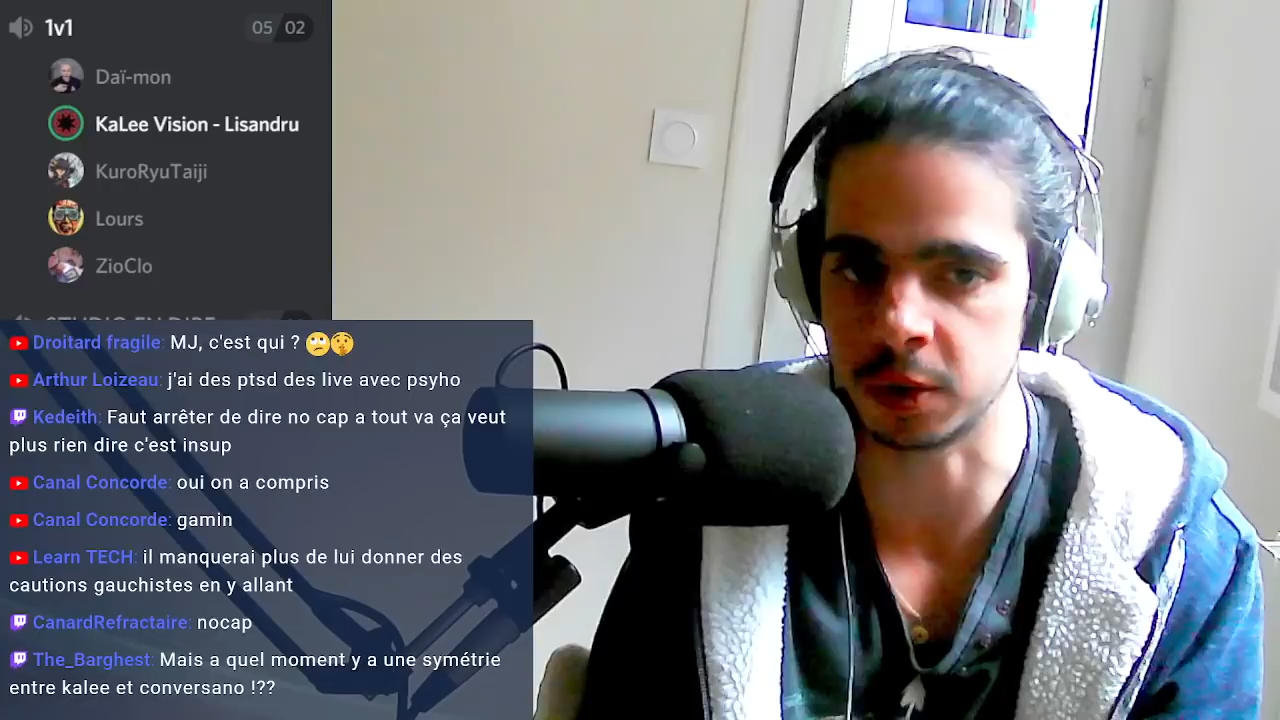 1v1
05 02
Daï-mon
KaLee Vision - Lisandru
KuroRyuTaiji
Lours
ZioClo
STUDIO EN DIRE
Droitard fragile: MJ, c'est qui ? 🙄🤫
Arthur Loizeau: j'ai des ptsd des live avec psyho
Kedeith: Faut arrêter de dire no cap a tout va ça veut
plus rien dire c'est insup
Canal Concorde: oui on a compris
Canal Concorde: gamin
Learn TECH: il manquerai plus de lui donner des
cautions gauchistes en y allant
CanardRefractaire: nocap
The_Barghest: Mais a quel moment y a une symétrie
entre kalee et conversano !??